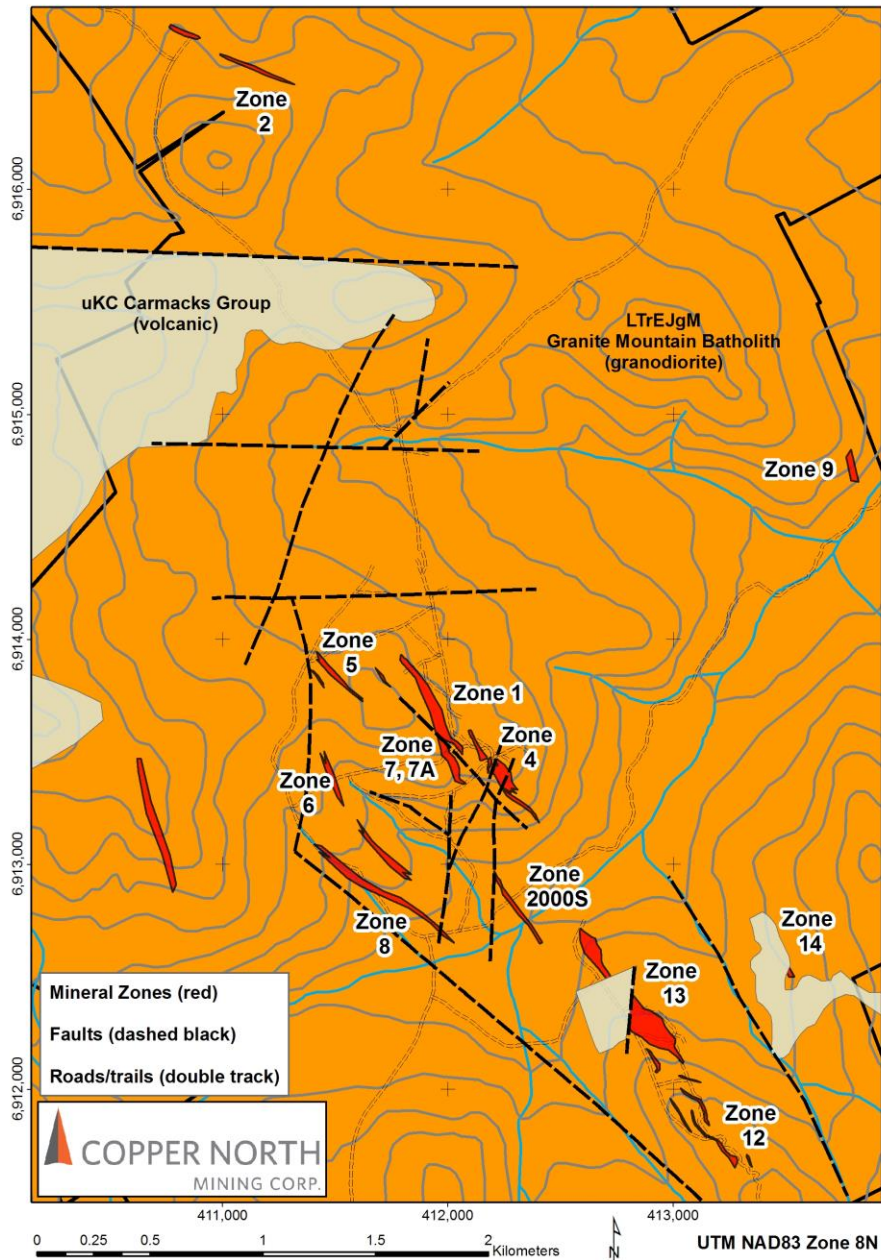 Zone
2
6,916,000
uKC Carmacks Group
(volcanic)
LTrEJgM
Granite Mountain Batholith
(granodiorite)
6,915,000
Zone 9
6,914,000
Zone
5
Zone 1
Zone
4
Zone
7, 7A
Zone
6
6,913,000
Zone
2000S
Zone
8
Zone
14
Zone
13
Mineral Zones (red)
Faults (dashed black)
Roads/trails (double track)
6,912,000
Zone
12
COPPER NORTH
MINING CORP.
411,000
412,000
413,000
0 0.25 0.5 1 1.5 2
Kilometers
N
UTM NAD83 Zone 8N